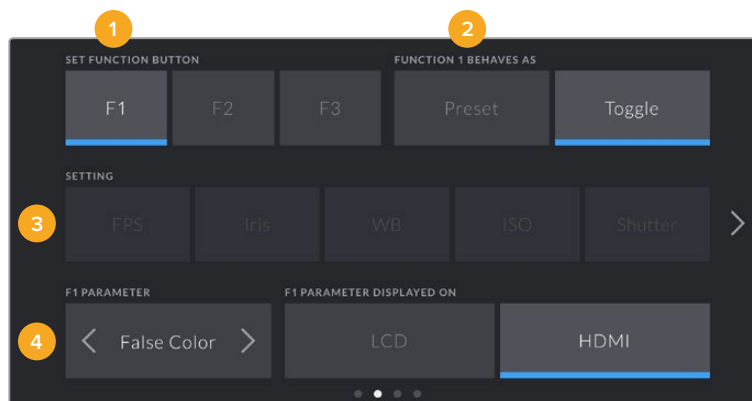 1 2
SET FUNCTION BUTTON FUNCTION 1 BEHAVES AS
F1 F2 F3 Preset Toggle
SETTING
3 FPS Iris WB ISO Shutter
F1 PARAMETER F1 PARAMETER DISPLAYED ON
4 False Color LCD HDMI